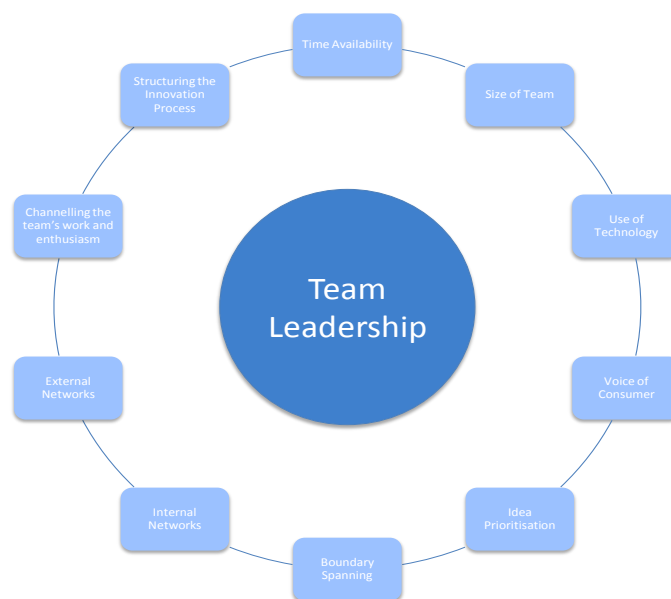 Time Availability
Structuring the
Innovation
Process
Size of Team
Channelling the
team's work and
enthusiasm
Use of
Technology
Team
Leadership
External
Networks
Voice of
Consumer
Internal
Networks
Idea
Prioritisation
Boundary
Spanning